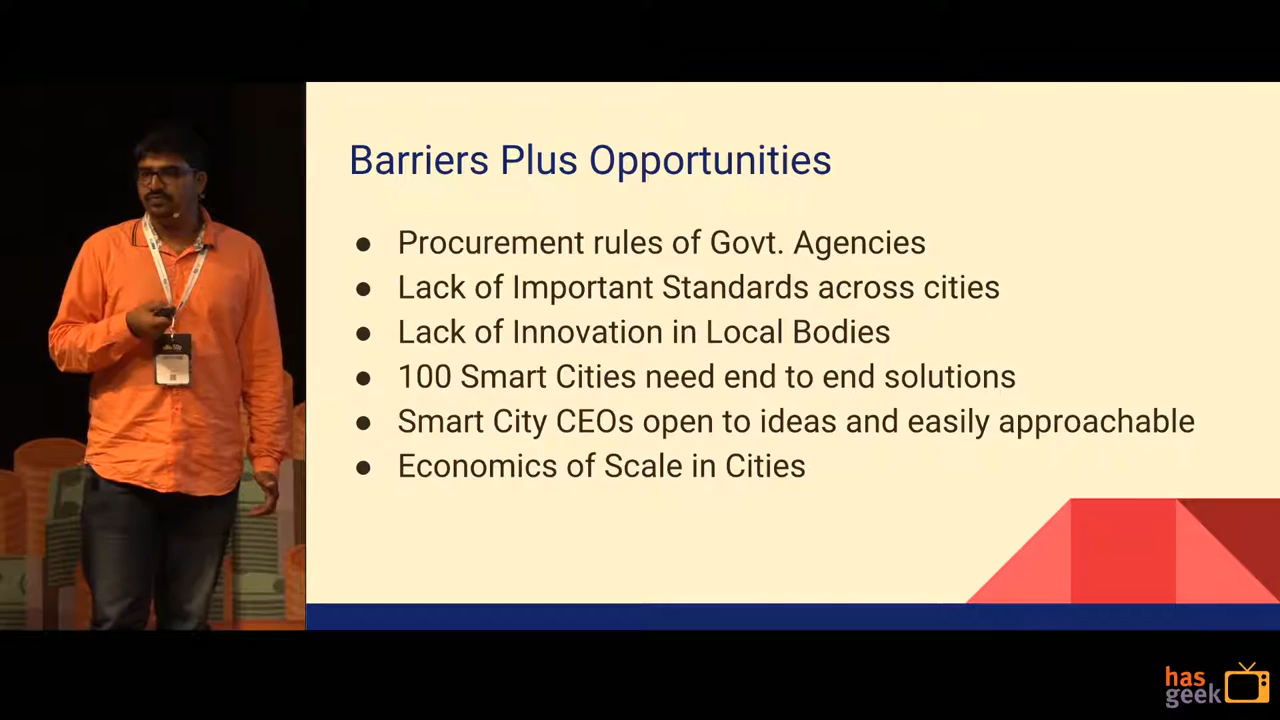 Barriers Plus Opportunities
● Procurement rules of Govt. Agencies
● Lack of Important Standards across cities
● Lack of Innovation in Local Bodies
● 100 Smart Cities need end to end solutions
● Smart City CEOs open to ideas and easily approachable
● Economics of Scale in Cities
has
geek